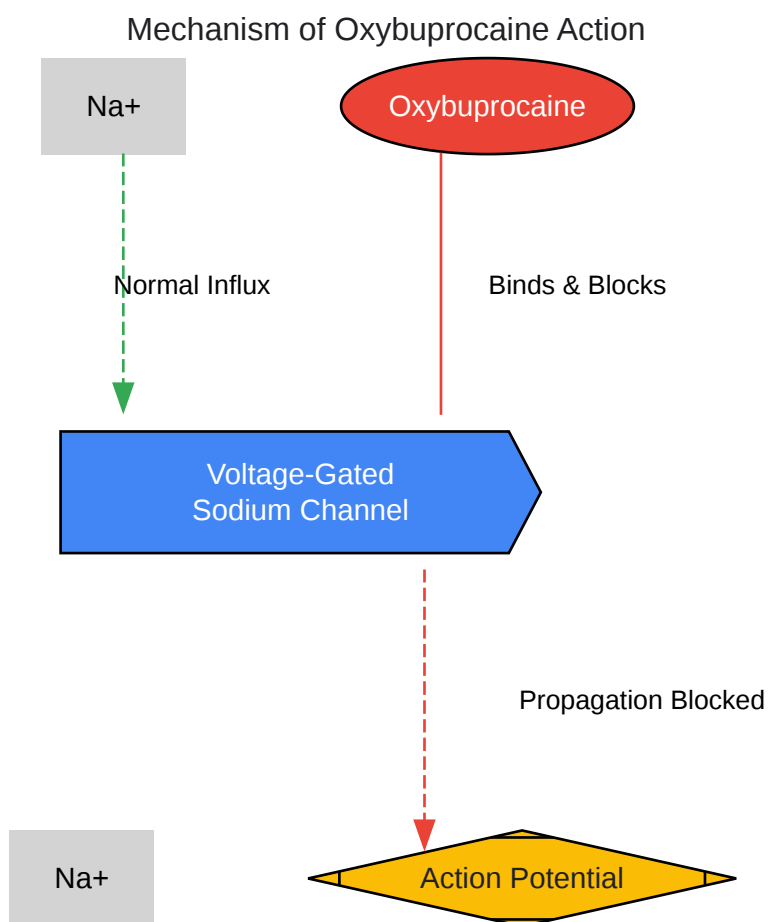 Mechanism of Oxybuprocaine Action
Na+
Oxybuprocaine
Normal Influx
Binds & Blocks
Voltage-Gated
Sodium Channel
Propagation Blocked
Na+
Action Potential